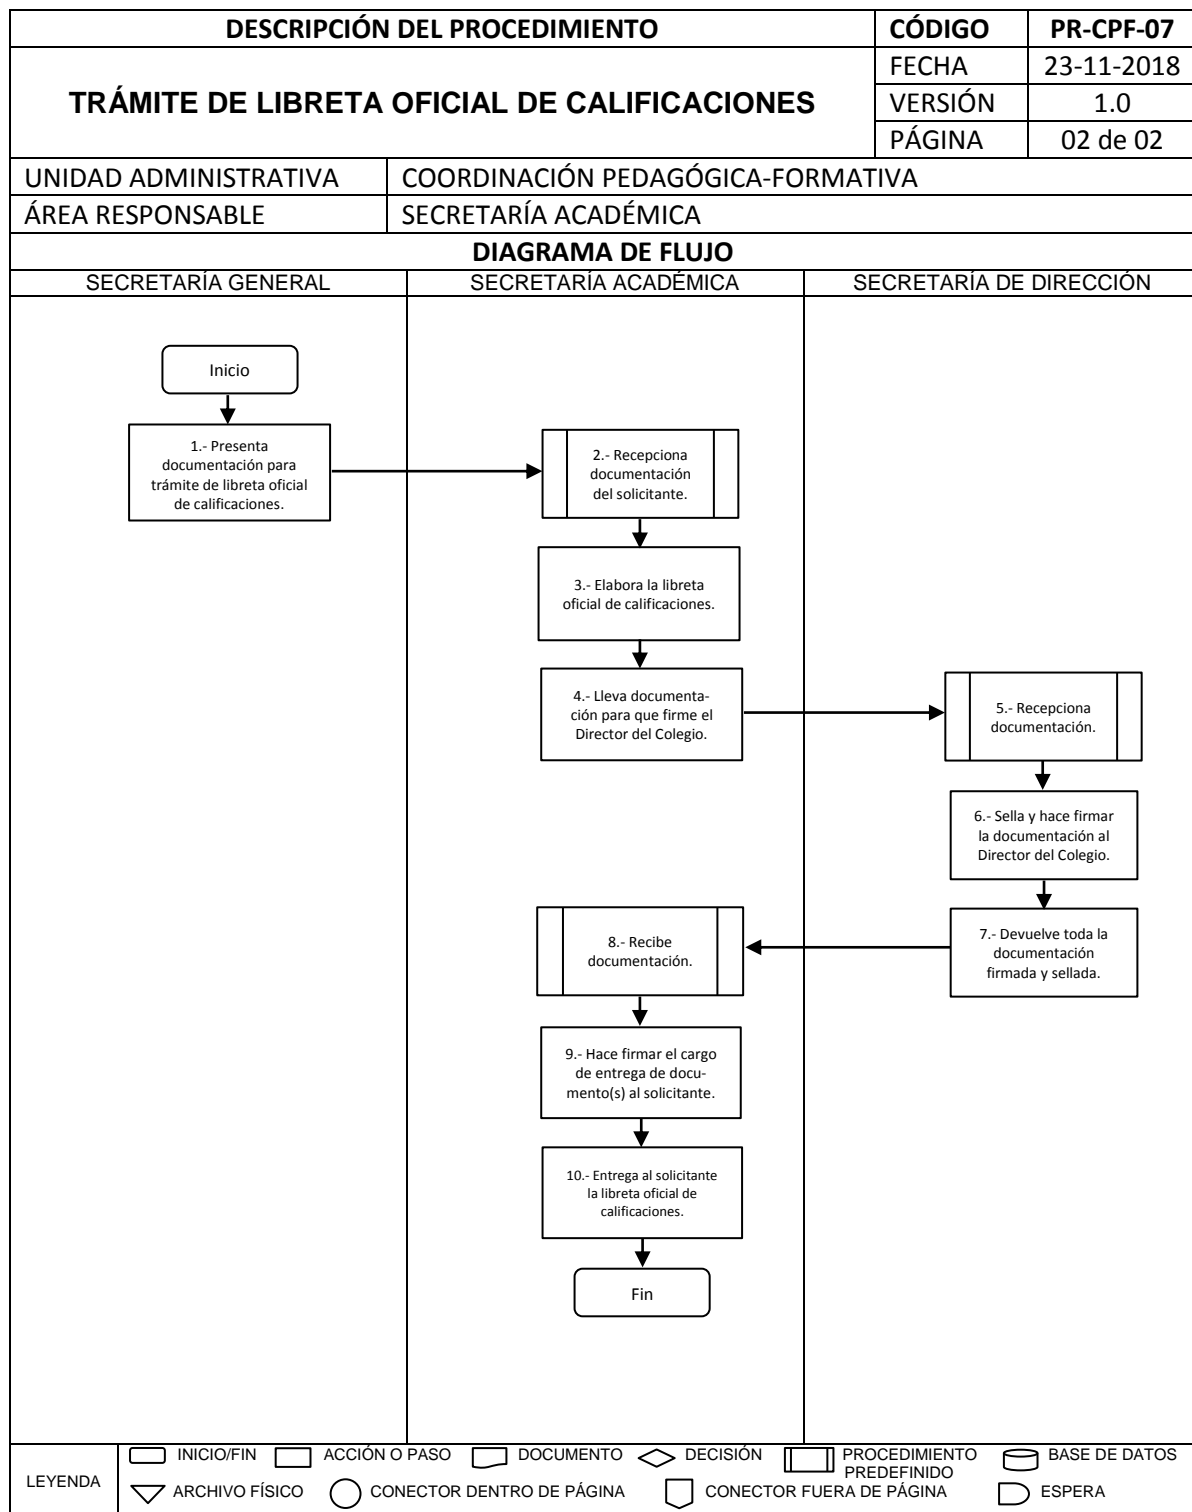 DESCRIPCIÓN DEL PROCEDIMIENTO
CÓDIGO
PR-CPF-07
TRÁMITE DE LIBRETA OFICIAL DE CALIFICACIONES
FECHA
23-11-2018
VERSIÓN
1.0
PÁGINA
02 de 02
UNIDAD ADMINISTRATIVA
COORDINACIÓN PEDAGÓGICA-FORMATIVA
ÁREA RESPONSABLE
SECRETARÍA ACADÉMICA
DIAGRAMA DE FLUJO
SECRETARÍA GENERAL
SECRETARÍA ACADÉMICA
SECRETARÍA DE DIRECCIÓN
Inicio
1.- Presenta
documentación para
trámite de libreta oficial
de calificaciones.
2.- Recepciona
documentación
del solicitante.
3.- Elabora la libreta
oficial de calificaciones.
4.- Lleva documenta-
ción para que firme el
Director del Colegio.
5.- Recepciona
documentación.
6.- Sella y hace firmar
la documentación al
Director del Colegio.
7.- Devuelve toda la
documentación
firmada y sellada.
8.- Recibe
documentación.
9.- Hace firmar el cargo
de entrega de docu-
mento(s) al solicitante.
10.- Entrega al solicitante
la libreta oficial de
calificaciones.
Fin
LEYENDA
INICIO/FIN
ACCIÓN O PASO
DOCUMENTO
DECISIÓN
PROCEDIMIENTO
PREDEFINIDO
BASE DE DATOS
ARCHIVO FÍSICO
CONECTOR DENTRO DE PÁGINA
CONECTOR FUERA DE PÁGINA
ESPERA